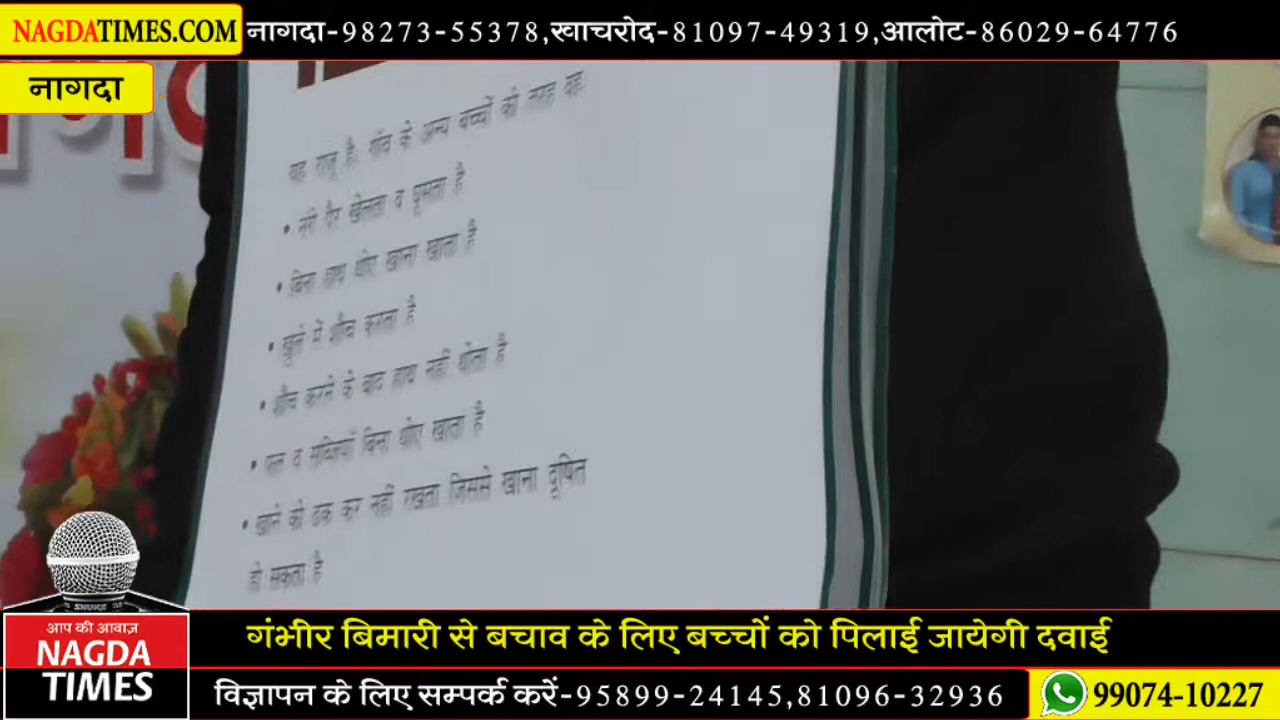 NAGDATIMES.COM नागदा-98273-55378,खाचरोद-81097-49319,आलोट-86029-64776
नागदा
यह राजू है। गाँव के अन्य बच्चों की तरह वह-
• नंगे पैर खेलता व घूमता है
• बिना हाथ धोए खाना खाता है
• खुले में शौच करता है
• शौच करने के बाद हाथ नहीं धोता है
• फल व सब्जियाँ बिना धोए खाता है
• खाने को ढक कर नहीं रखता जिससे खाना दूषित
हो सकता है
SHURE
आप की आवाज़
NAGDA
TIMES
गंभीर बिमारी से बचाव के लिए बच्चों को पिलाई जायेगी दवाई
विज्ञापन के लिए सम्पर्क करें-95899-24145,81096-32936
99074-10227